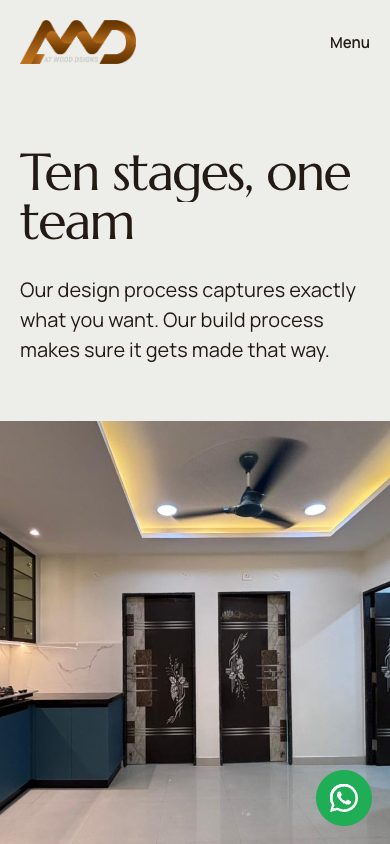 AT WOOD DSIGNS
Menu
Ten stages, one
team
Our design process captures exactly
what you want. Our build process
makes sure it gets made that way.